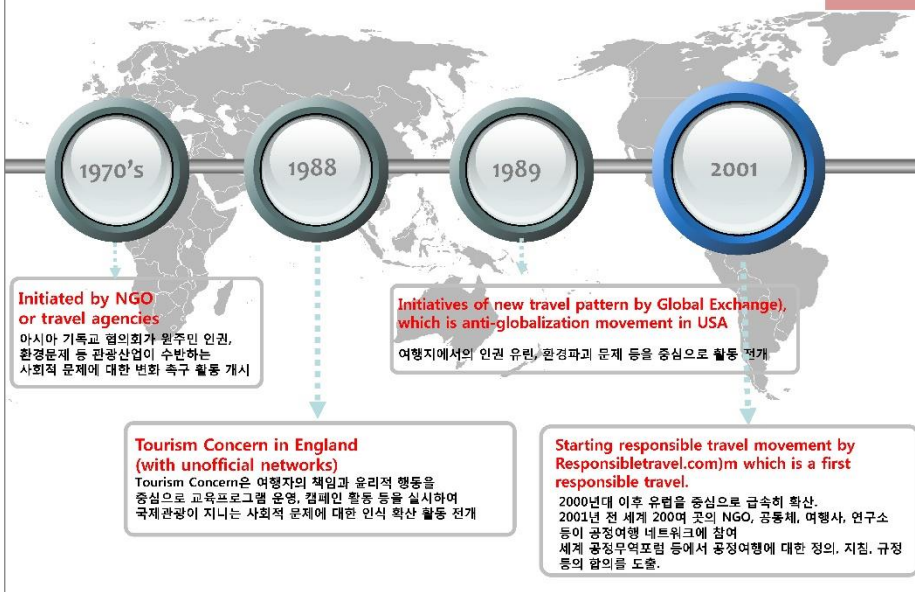 1970's
1988
1989
2001
Initiated by NGO
or travel agencies
아시아 기독교 협의회가 원주민 인권,
환경문제 등 관광산업이 수반하는
사회적 문제에 대한 변화 촉구 활동 개시
Tourism Concern in England
(with unofficial networks)
Tourism Concern은 여행자의 책임과 윤리적 행동을
중심으로 교육프로그램 운영, 캠페인 활동 등을 실시하여
국제관광이 지니는 사회적 문제에 대한 인식 확산 활동 전개
Initiatives of new travel pattern by Global Exchange),
which is anti-globalization movement in USA
여행지에서의 인권 유린, 환경파괴 문제 등을 중심으로 활동 전개
Starting responsible travel movement by
Responsibletravel.com)m which is a first
responsible travel.
2000년대 이후 유럽을 중심으로 급속히 확산.
2001년 전 세계 200여 곳의 NGO, 공통체, 여행사, 연구소
등이 공정여행 네트워크에 참여
세계 공정무역포럼 등에서 공정여행에 대한 정의, 지침, 규정
등의 합의를 도출.